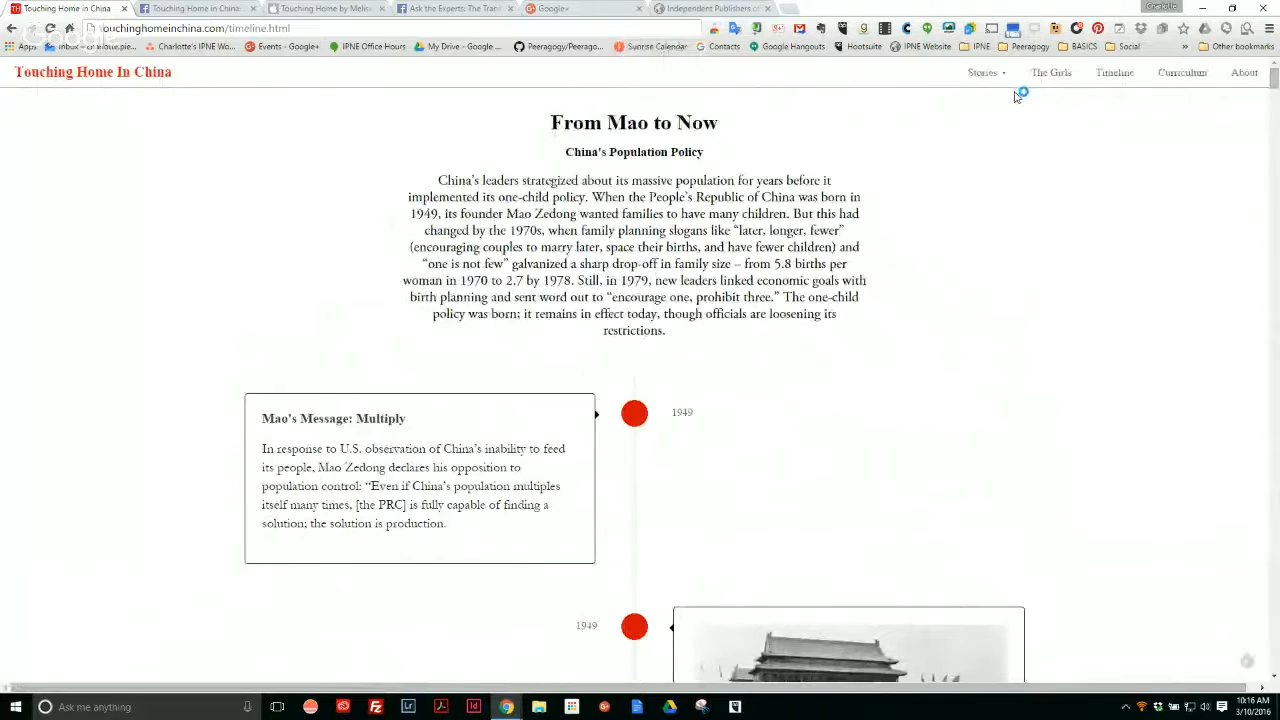 Touching Home in China
Facebook / Touching Home in China
Touching Home by Melis
Ask the Experts: The Tran
Google+
Independent Publishers of
touchinghomeinchina.com/timeline.html
Google
Apps
Charlotte's IPNE Wo
Events - Google+
IPNE Office Hours
My Drive - Google
Peeragogy/Peerago
Sunrise Calendar
Contacts
Google Hangouts
Hootsuite
IPNE Website
IPNE
Peeragogy
BASICS
Social
Other bookmarks
Touching Home In China
Stories
The Girls
Timeline
Curriculum
About
From Mao to Now
China's Population Policy
China's leaders strategized about its massive population for years before it
implemented its one-child policy. When the People's Republic of China was born in
1949, its founder Mao Zedong wanted families to have many children. But this had
changed by the 1970s, when family planning slogans like "later, longer, fewer"
(encouraging couples to marry later, space their births, and have fewer children) and
"one is not few" galvanized a sharp drop-off in family size – from 5.8 births per
woman in 1970 to 2.7 by 1978. Still, in 1979, new leaders linked economic goals with
birth planning and sent word out to "encourage one, prohibit three." The one-child
policy was born; it remains in effect today, though officials are loosening its
restrictions.
Mao's Message: Multiply
1949
In response to U.S. observation of China's inability to feed
its people, Mao Zedong declares his opposition to
population control: "Even if China's population multiples
itself many times, [the PRC] is fully capable of finding a
solution; the solution is production.
1949
Ask me anything
10:16 AM
3/10/2016